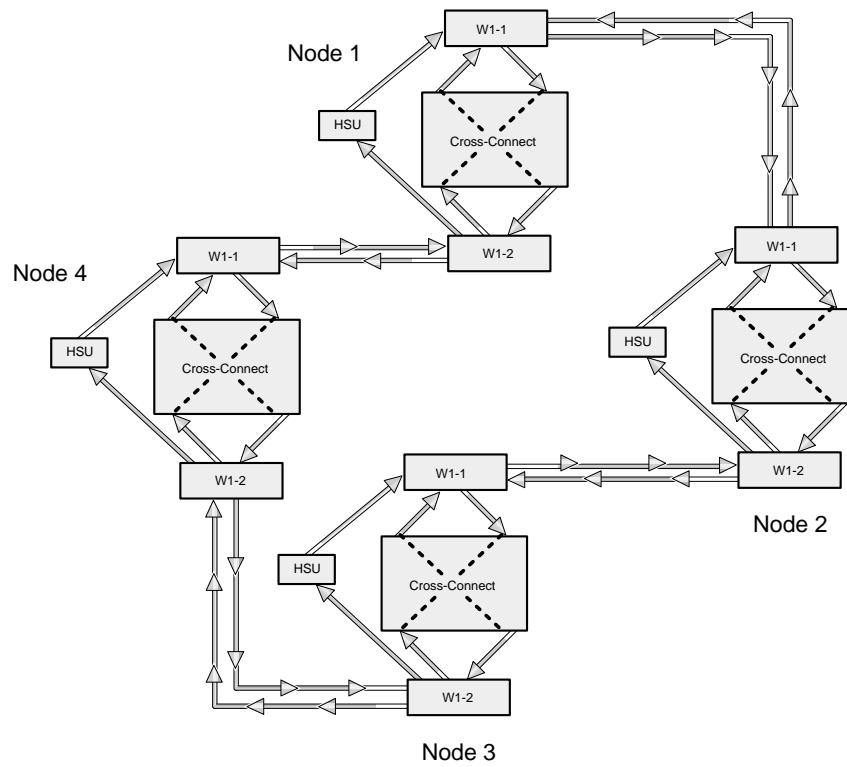 W1-1
Node 1
HSU
Cross-Connect
W1-2
W1-1
Node 4
HSU
Cross-Connect
W1-2
W1-1
HSU
Cross-Connect
W1-2
Node 2
W1-1
HSU
Cross-Connect
W1-2
Node 3